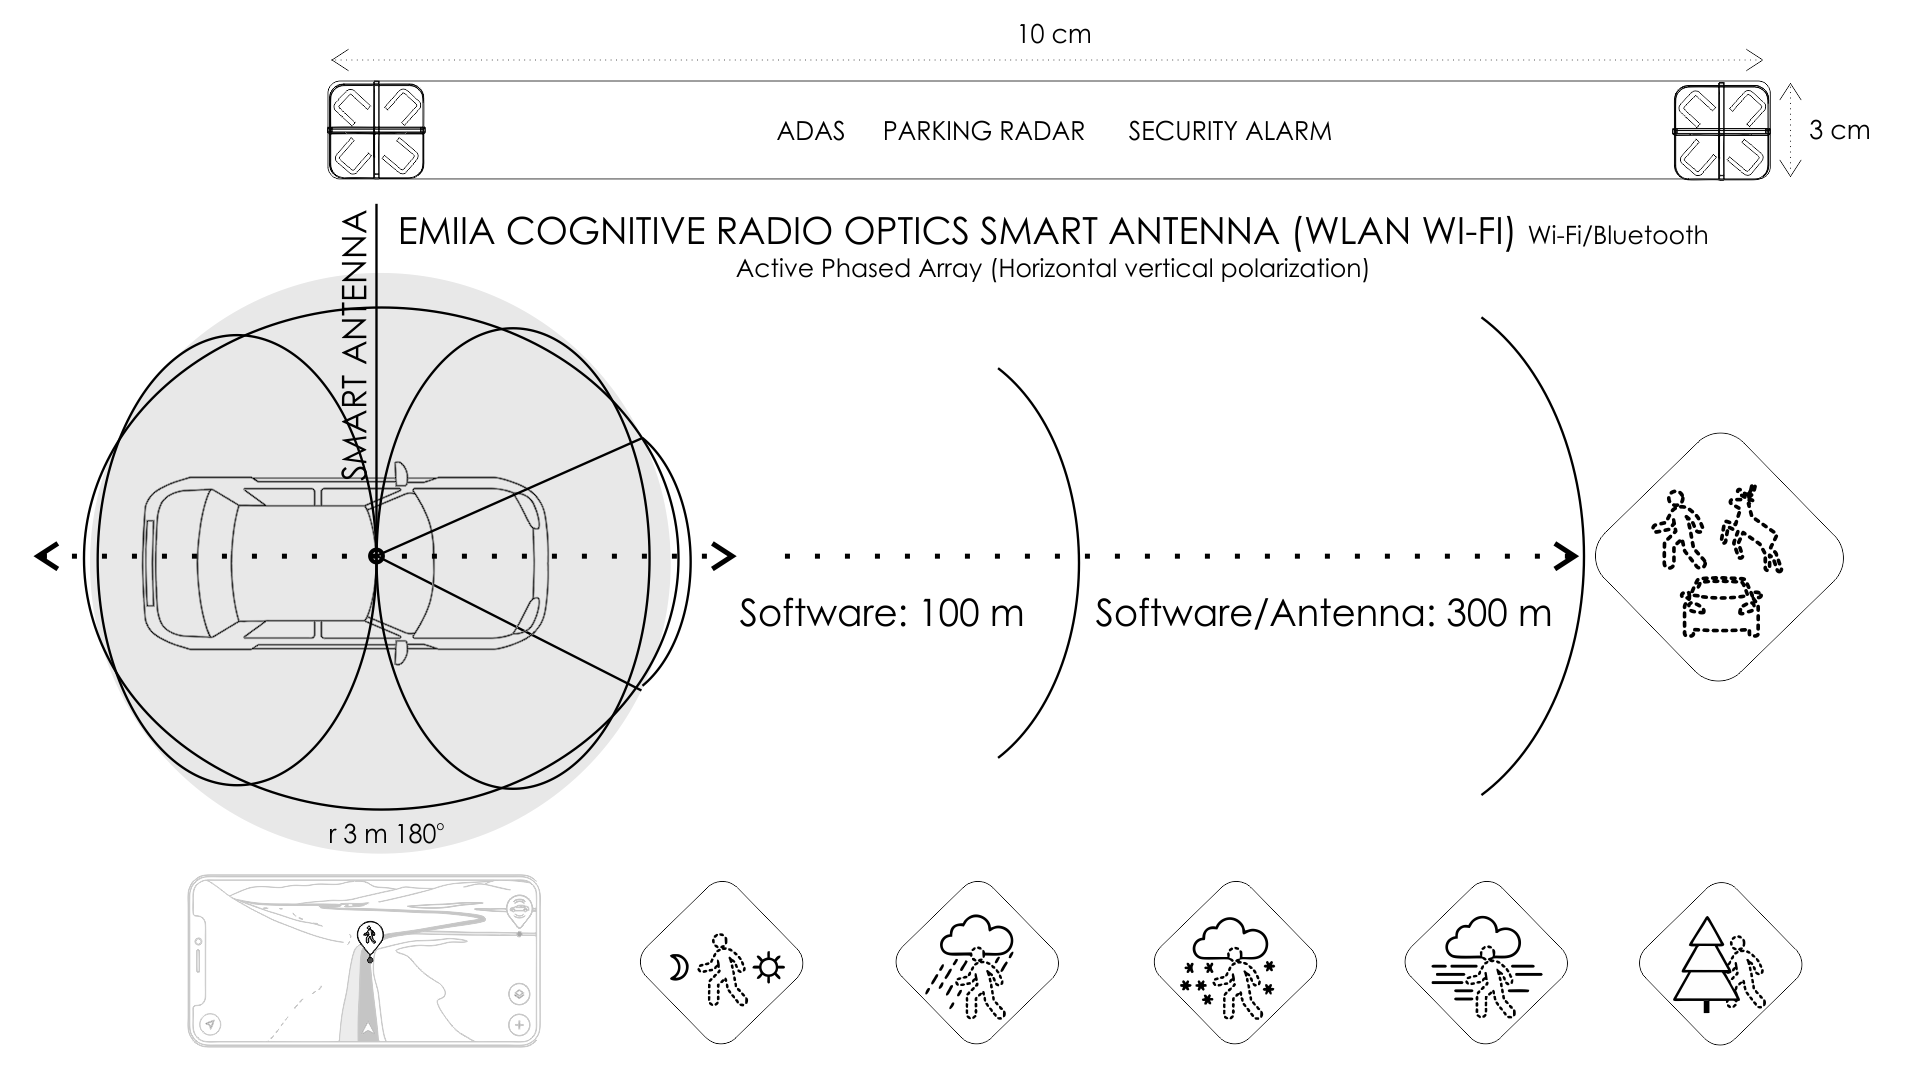 10 cm
ADAS PARKING RADAR SECURITY ALARM
3 cm
SMART ANTENNA
EMIIA COGNITIVE RADIO OPTICS SMART ANTENNA (WLAN WI-FI) Wi-Fi/Bluetooth
Active Phased Array (Horizontal vertical polarization)
Software: 100 m
Software/Antenna: 300 m
r 3 m 180°